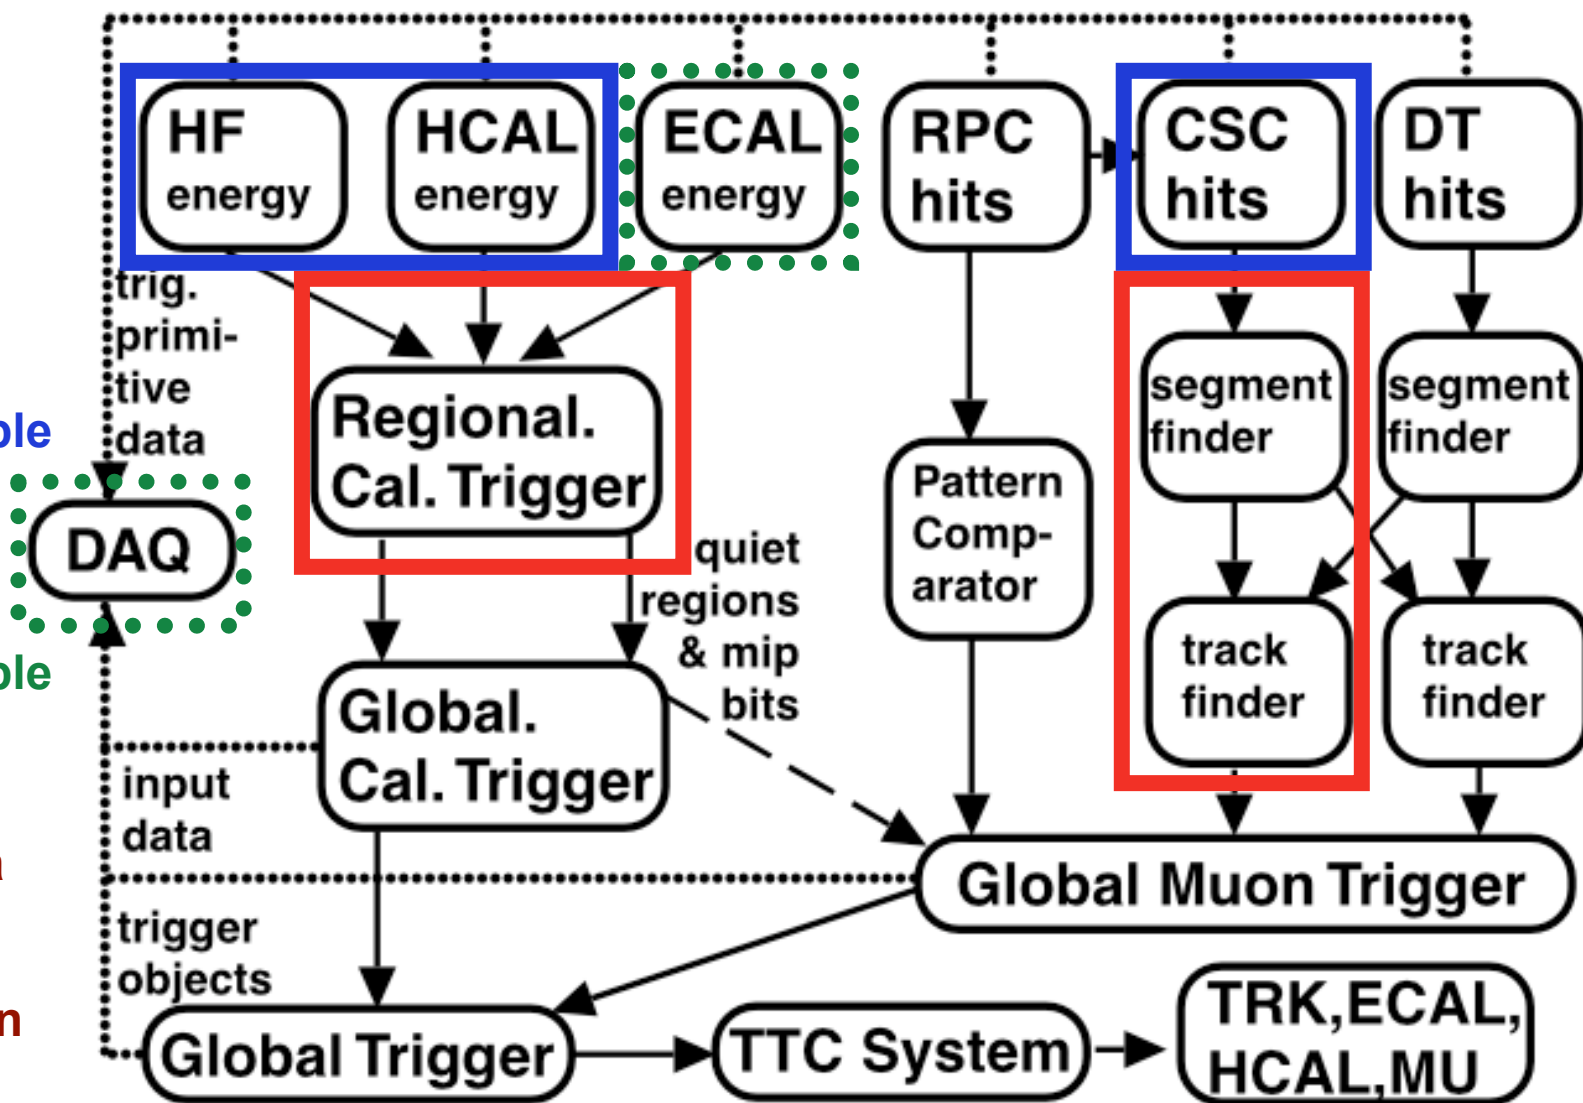 HF
energy
HCAL
energy
ECAL
energy
RPC
hits
CSC
hits
DT
hits
trig.
primi-
tive
data
Regional.
Cal. Trigger
segment
finder
segment
finder
Pattern
Comp-
arator
DAQ
quiet
regions
& mip
bits
track
finder
track
finder
Global.
Cal. Trigger
input
data
Global Muon Trigger
trigger
objects
Global Trigger
TTC System
TRK,ECAL,
HCAL,MU